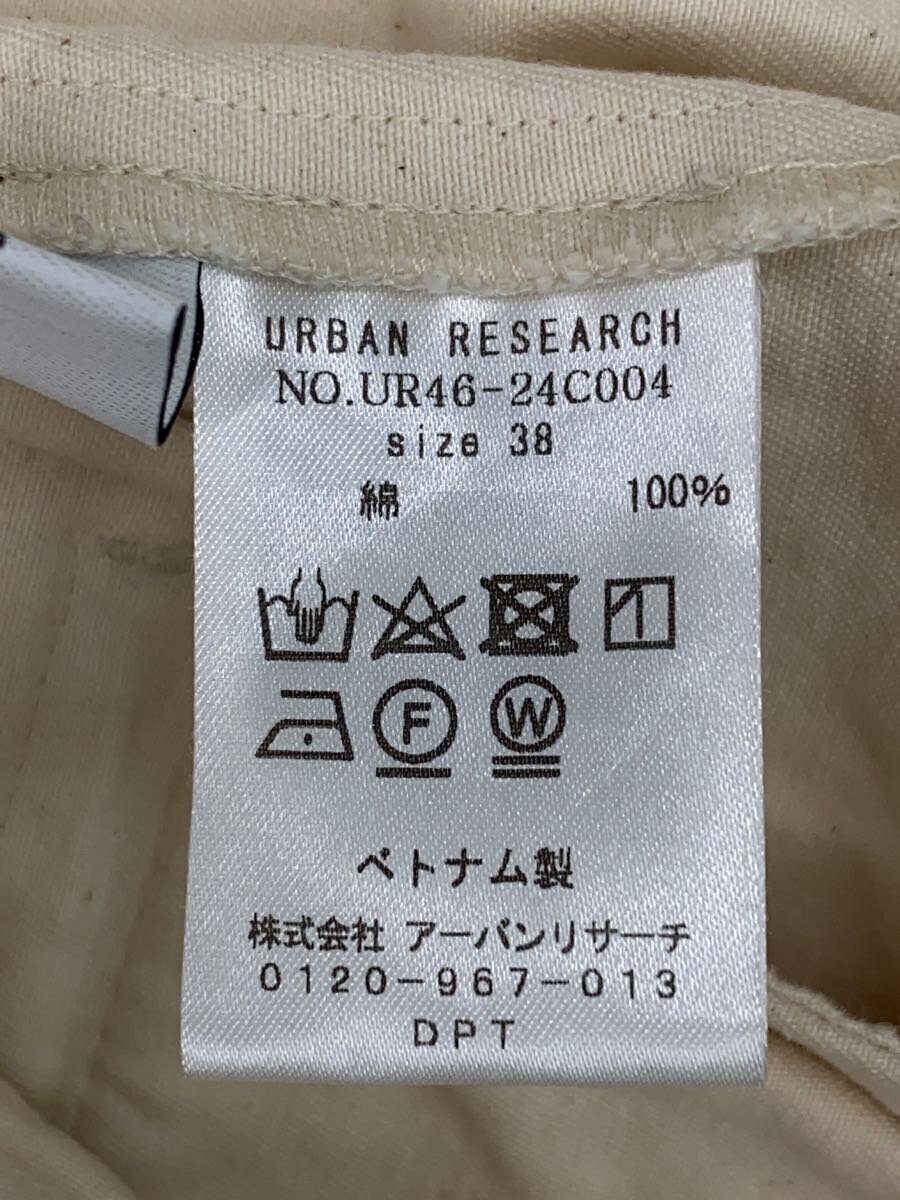 URBAN RESEARCH
NO.UR46-24C004
size 38
綿 100%
F W
ベトナム製
株式会社 アーバンリサーチ
0120-967-013
DPT